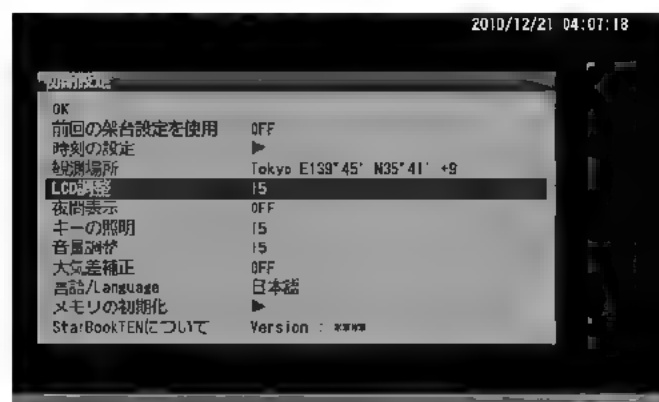 2010/12/21 04:07:18
初期設定
OK
前回の架台設定を使用 OFF
時刻の設定 ▶
観測場所 Tokyo E139°45' N35°41' +9
LCD調整 15
夜間表示 OFF
キーの照明 15
音量調整 15
大気差補正 OFF
言語/Language 日本語
メモリの初期化 ▶
StarBookTENについて Version : ****